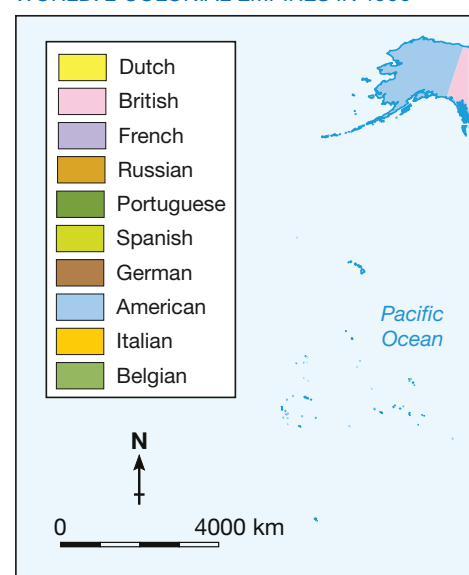 Dutch
British
French
Russian
Portuguese
Spanish
German
American
Italian
Belgian
Pacific
Ocean
N
0 4000 km